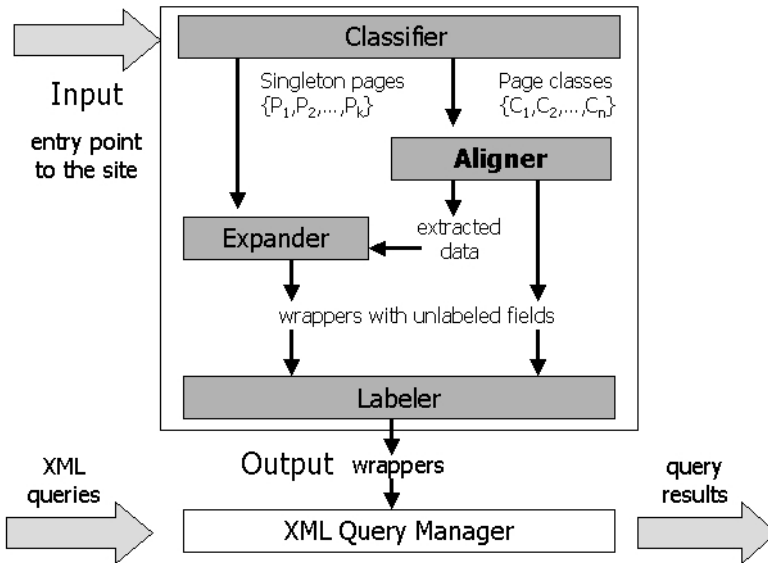 Classifier
Input
entry point
to the site
Singleton pages
{P1,P2,...,Pk}
Page classes
{C1,C2,...,Cn}
Aligner
Expander
extracted
data
wrappers with unlabeled fields
Labeler
Output wrappers
XML
queries
XML Query Manager
query
results